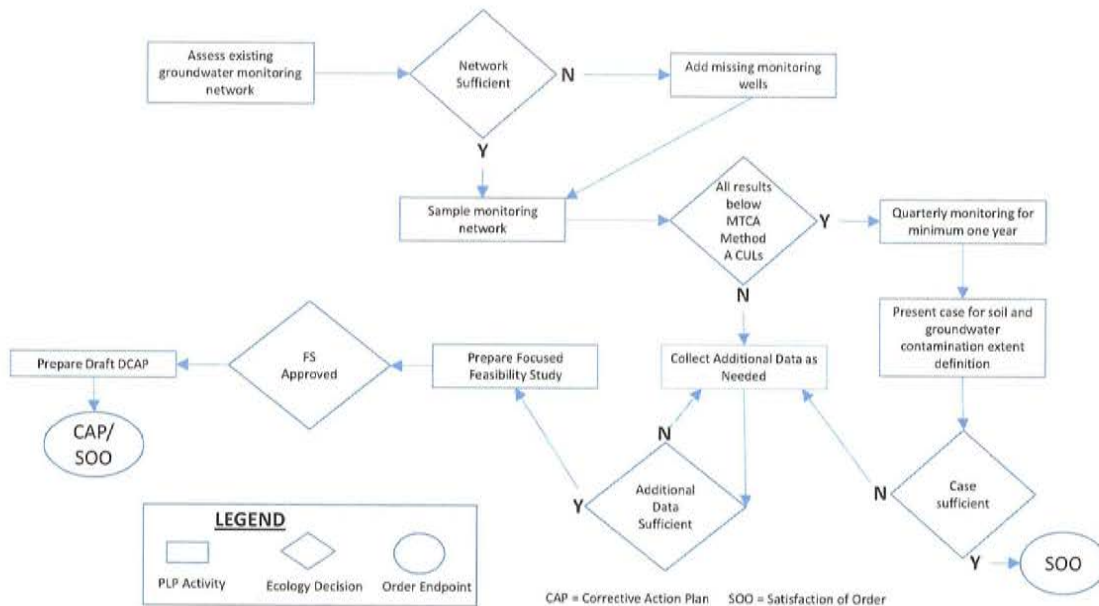 Assess existing
groundwater monitoring
network
Network
Sufficient
N
Add missing monitoring
wells
Y
Sample monitoring
network
All results
below
MTCA
Method
A CULs
Y
Quarterly monitoring for
minimum one year
N
Present case for soil and
groundwater
contamination extent
definition
Prepare Draft DCAP
FS
Approved
Prepare Focused
Feasibility Study
Collect Additional Data as
Needed
CAP/
SOO
N
Y
Additional
Data
Sufficient
N
Case
sufficient
Y
SOO
LEGEND
PLP Activity
Ecology Decision
Order Endpoint
CAP = Corrective Action Plan
SOO = Satisfaction of Order